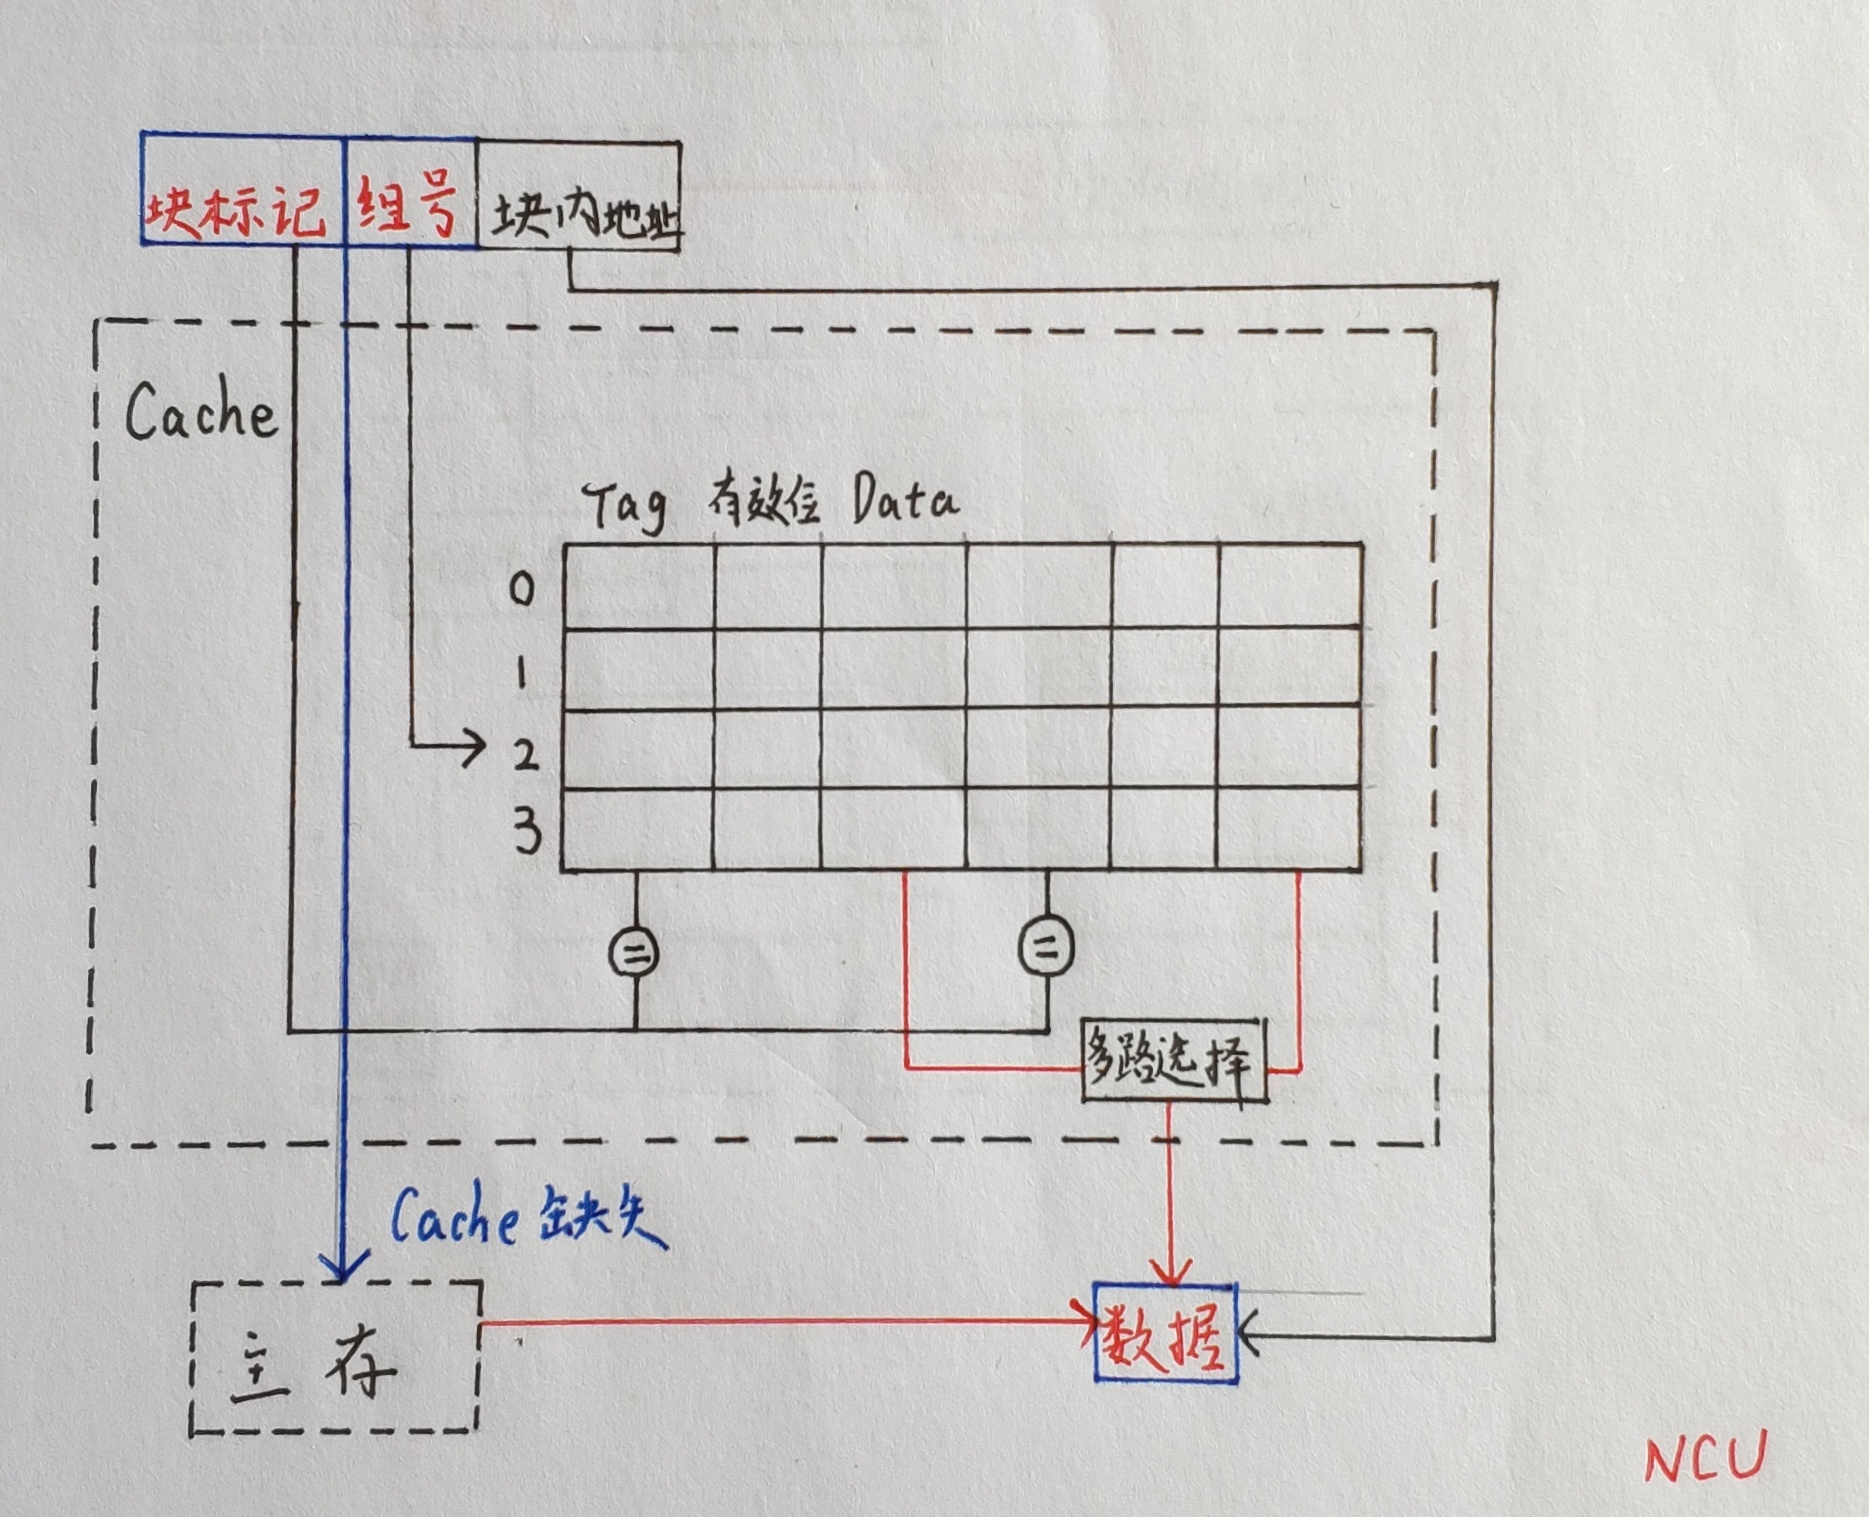 块标记 组号 块内地址
Cache
Tag 有效位 Data
0
1
2
3
= =
多路选择
Cache 缺失
主存 数据
NCU